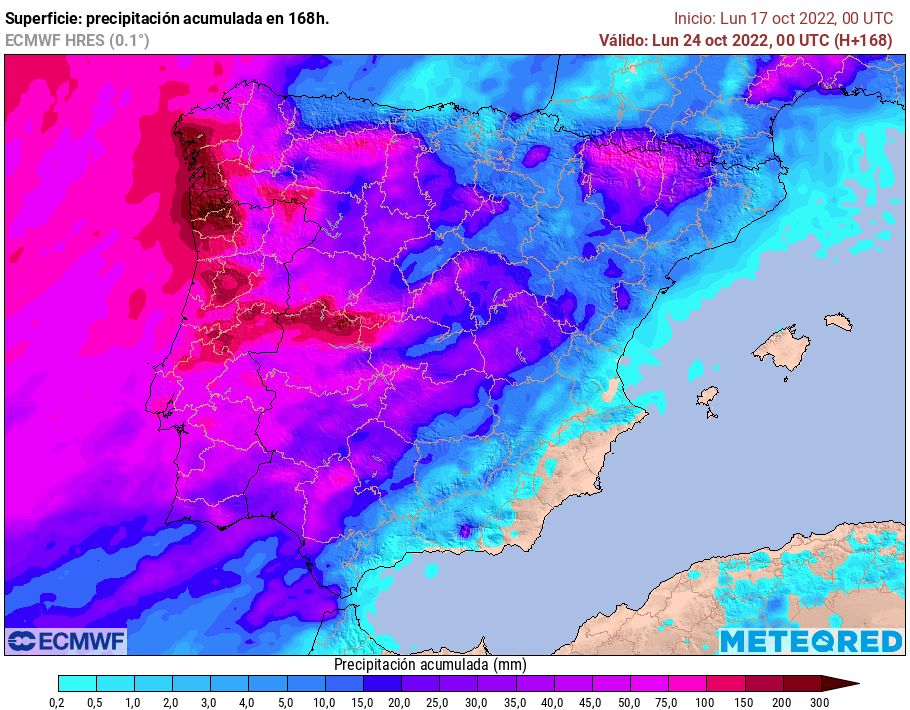 Superficie: precipitación acumulada en 168h.
Inicio: Lun 17 oct 2022, 00 UTC
ECMWF HRES (0.1°)
Válido: Lun 24 oct 2022, 00 UTC (H+168)
ECMWF
METEORED
Precipitación acumulada (mm)
0,2 0,5 1,0 2,0 3,0 4,0 5,0 10,0 15,0 20,0 25,0 30,0 35,0 40,0 45,0 50,0 75,0 100 150 200 300